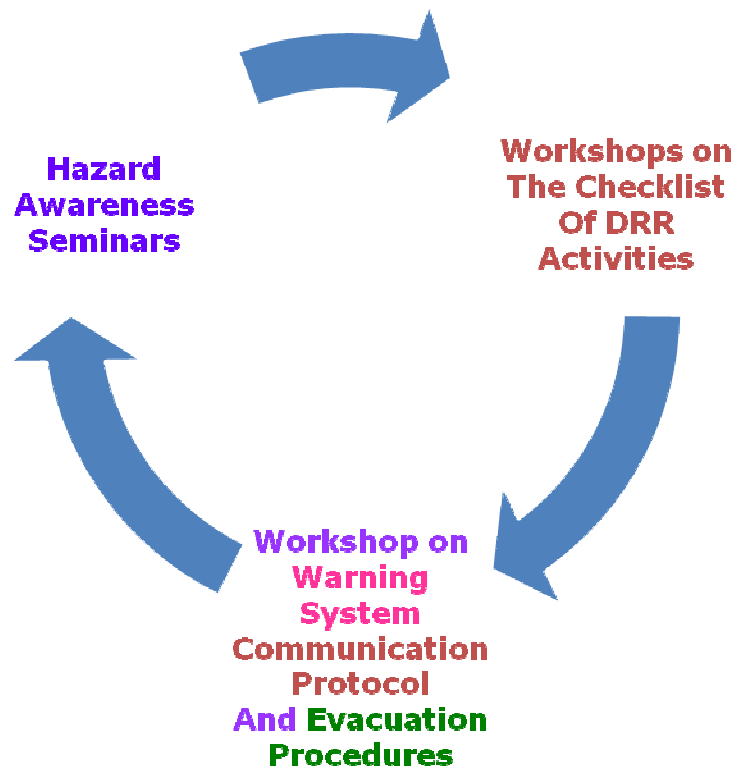 Hazard
Awareness
Seminars
Workshops on
The Checklist
Of DRR
Activities
Workshop on
Warning
System
Communication
Protocol
And Evacuation
Procedures